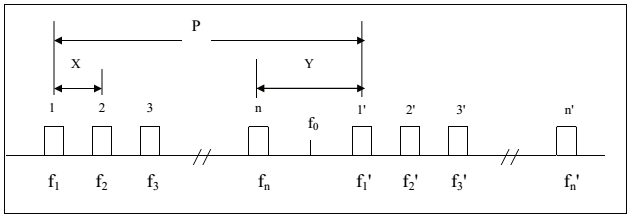 P
X
Y
1 2 3 n 1' 2' 3' n'
f₀
f₁ f₂ f₃ fₙ f₁' f₂' f₃' fₙ'